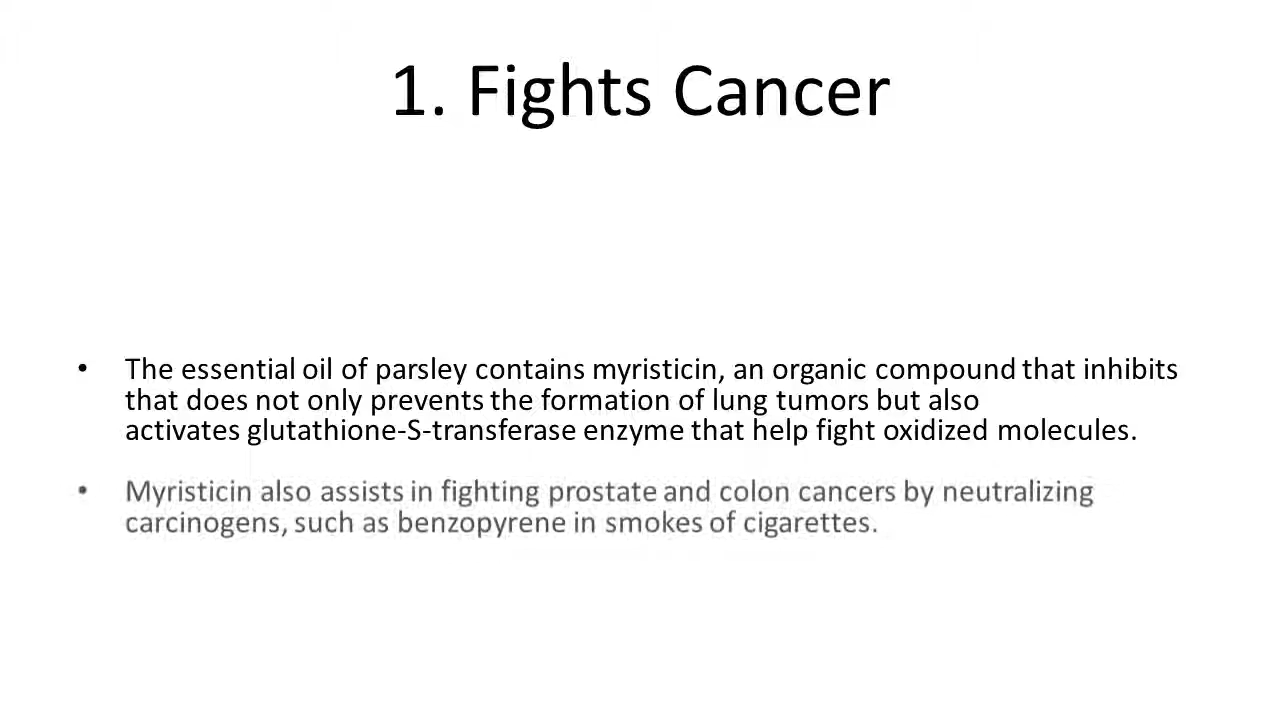 1. Fights Cancer
• The essential oil of parsley contains myristicin, an organic compound that inhibits
that does not only prevents the formation of lung tumors but also
activates glutathione-S-transferase enzyme that help fight oxidized molecules.
• Myristicin also assists in fighting prostate and colon cancers by neutralizing
carcinogens, such as benzopyrene in smokes of cigarettes.